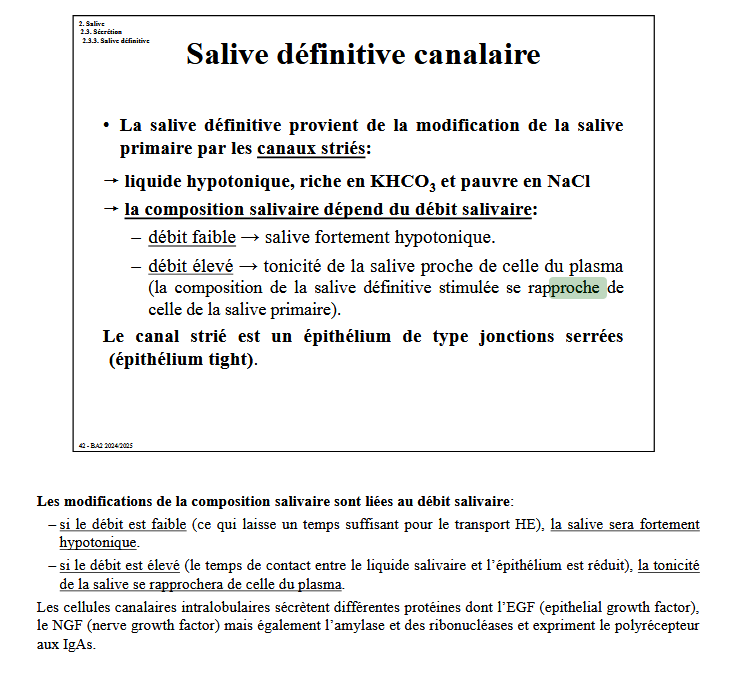 2. Salive
2.3. Sécrétion
2.3.3. Salive définitive
Salive définitive canalaire
• La salive définitive provient de la modification de la salive
primaire par les canaux striés:
→ liquide hypotonique, riche en KHCO₃ et pauvre en NaCl
→ la composition salivaire dépend du débit salivaire:
– débit faible → salive fortement hypotonique.
– débit élevé → tonicité de la salive proche de celle du plasma
(la composition de la salive définitive stimulée se rapproche de
celle de la salive primaire).
Le canal strié est un épithélium de type jonctions serrées
(épithélium tight).
42 - BA2 2024/2025
Les modifications de la composition salivaire sont liées au débit salivaire:
– si le débit est faible (ce qui laisse un temps suffisant pour le transport HE), la salive sera fortement
hypotonique.
– si le débit est élevé (le temps de contact entre le liquide salivaire et l’épithélium est réduit), la tonicité
de la salive se rapprochera de celle du plasma.
Les cellules canalaires intralobulaires sécrètent différentes protéines dont l’EGF (epithelial growth factor),
le NGF (nerve growth factor) mais également l’amylase et des ribonucléases et expriment le polyrécepteur
aux IgAs.